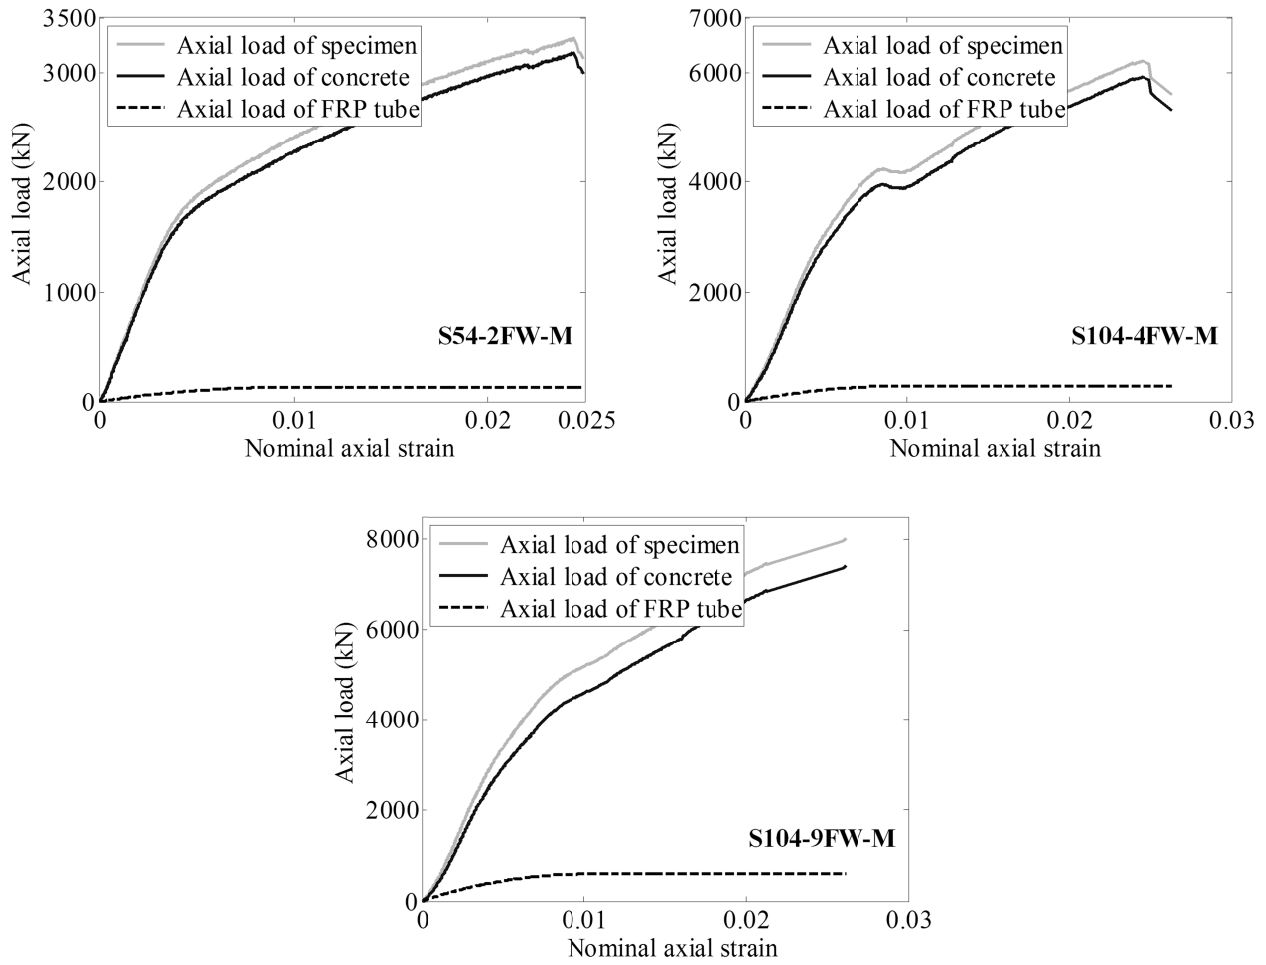 3500
3000
2000
1000
0
Axial load (kN)
Axial load of specimen
Axial load of concrete
Axial load of FRP tube
S54-2FW-M
0
0.01
0.02
0.025
Nominal axial strain
7000
6000
4000
2000
0
Axial load (kN)
Axial load of specimen
Axial load of concrete
Axial load of FRP tube
S104-4FW-M
0
0.01
0.02
0.03
Nominal axial strain
8000
6000
4000
2000
0
Axial load (kN)
Axial load of specimen
Axial load of concrete
Axial load of FRP tube
S104-9FW-M
0
0.01
0.02
0.03
Nominal axial strain